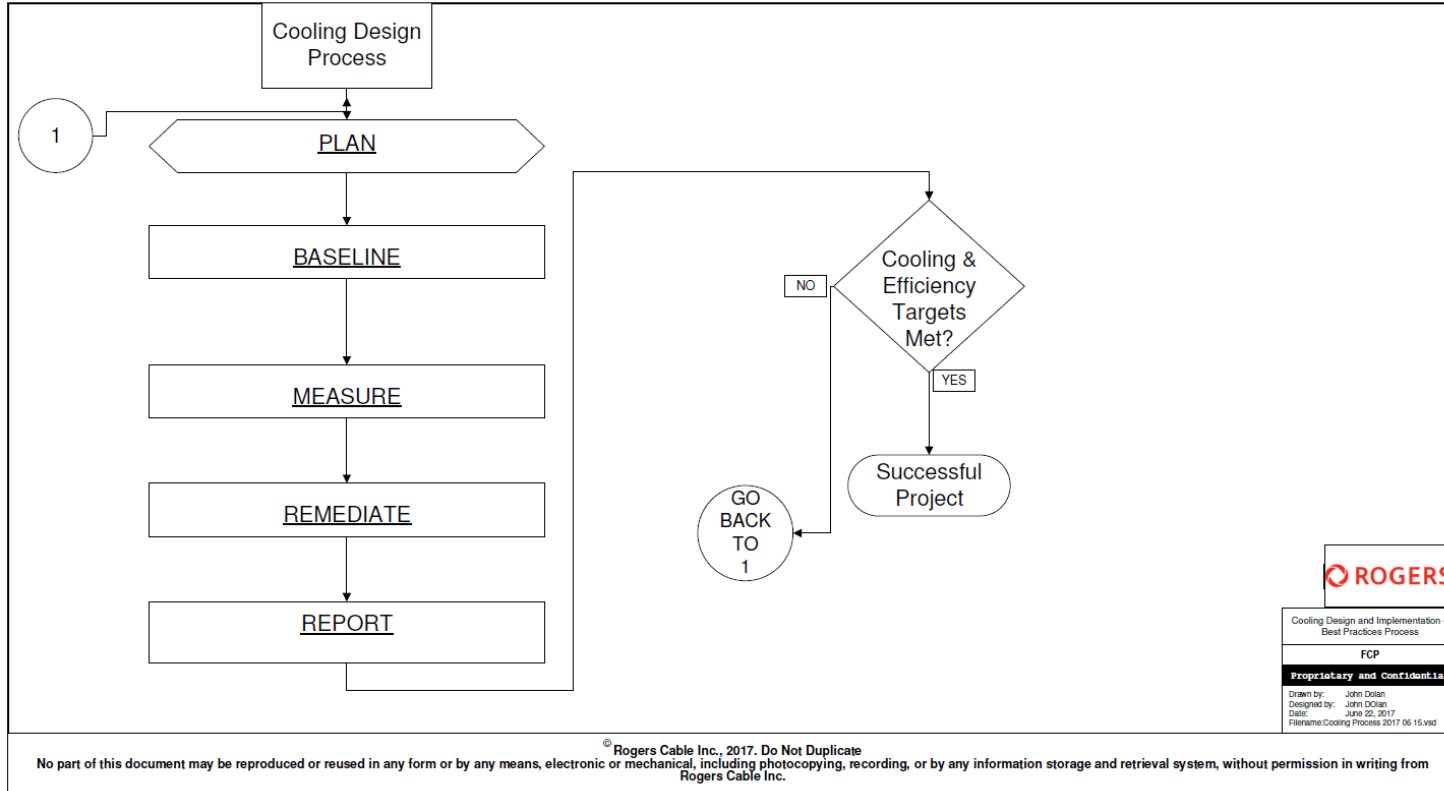 Cooling Design
Process
1
PLAN
BASELINE
MEASURE
REMEDIATE
REPORT
Cooling &
Efficiency
Targets
Met?
NO
YES
Successful
Project
GO
BACK
TO
1
ROGERS
Cooling Design and Implementation
Best Practices Process
FCP
Proprietary and Confidentia
Drawn by: John Dolan
Designed by: John DOlan
Date: June 22, 2017
Filename:Cooling Process 2017 06 15.vsd
© Rogers Cable Inc., 2017. Do Not Duplicate
No part of this document may be reproduced or reused in any form or by any means, electronic or mechanical, including photocopying, recording, or by any information storage and retrieval system, without permission in writing from
Rogers Cable Inc.